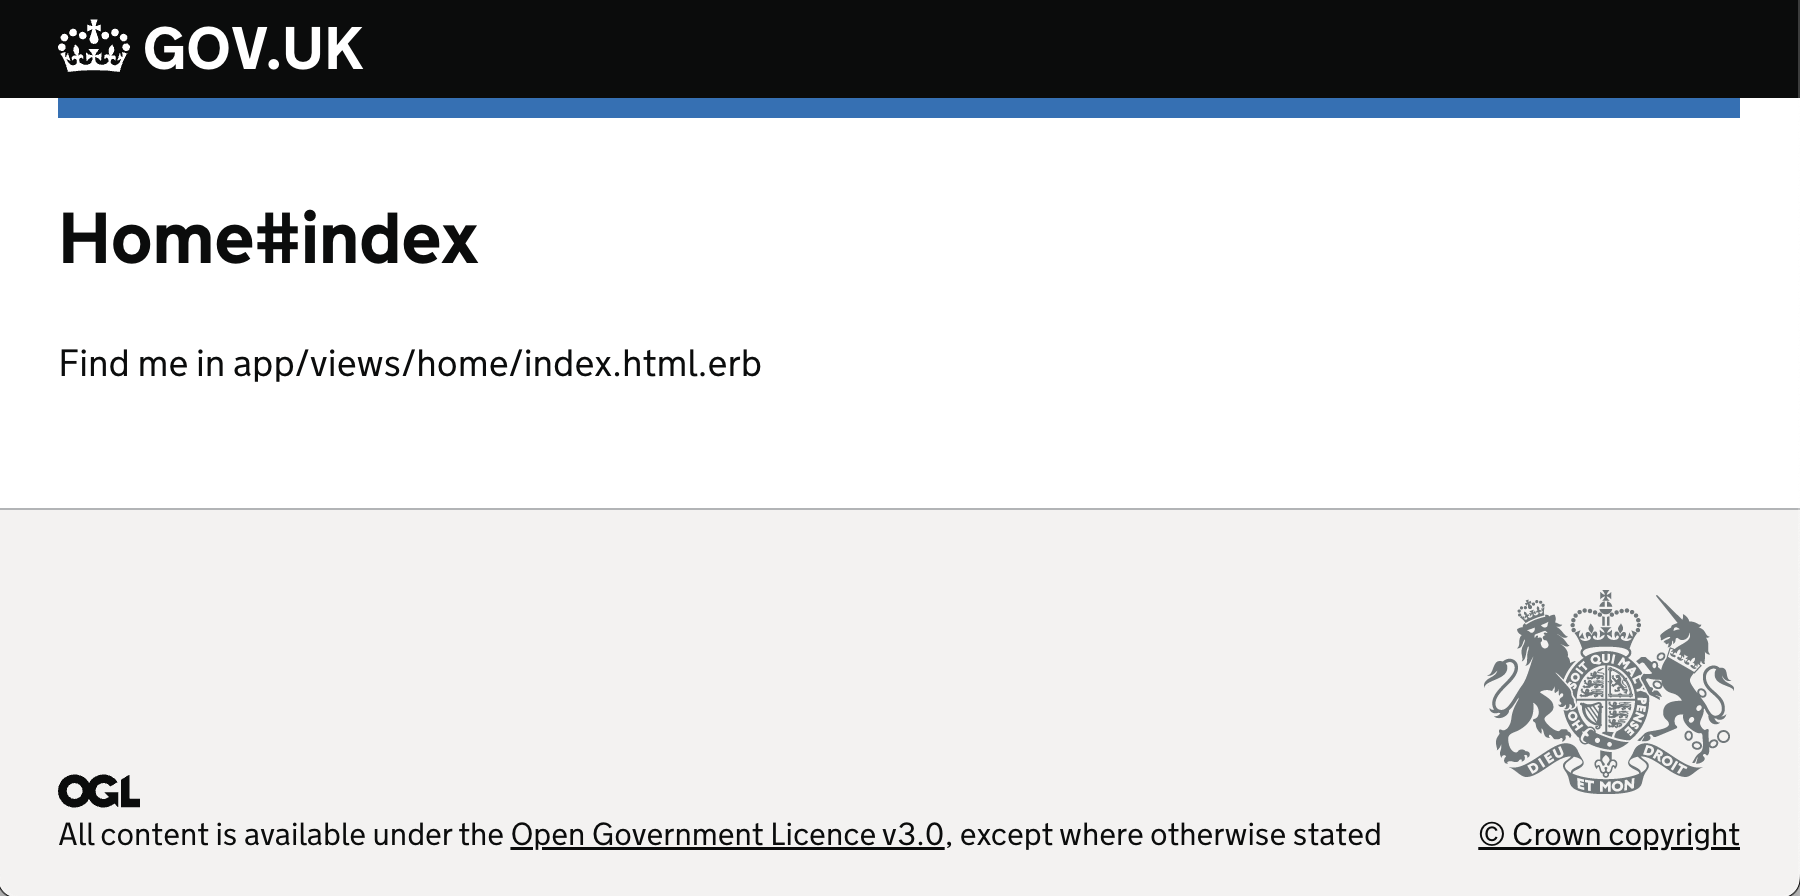 GOV.UK
Home#index
Find me in app/views/home/index.html.erb
SOIT QUI MAL Y PENSE
HO
DIEU ET MON DROIT
OGL
All content is available under the Open Government Licence v3.0, except where otherwise stated
© Crown copyright